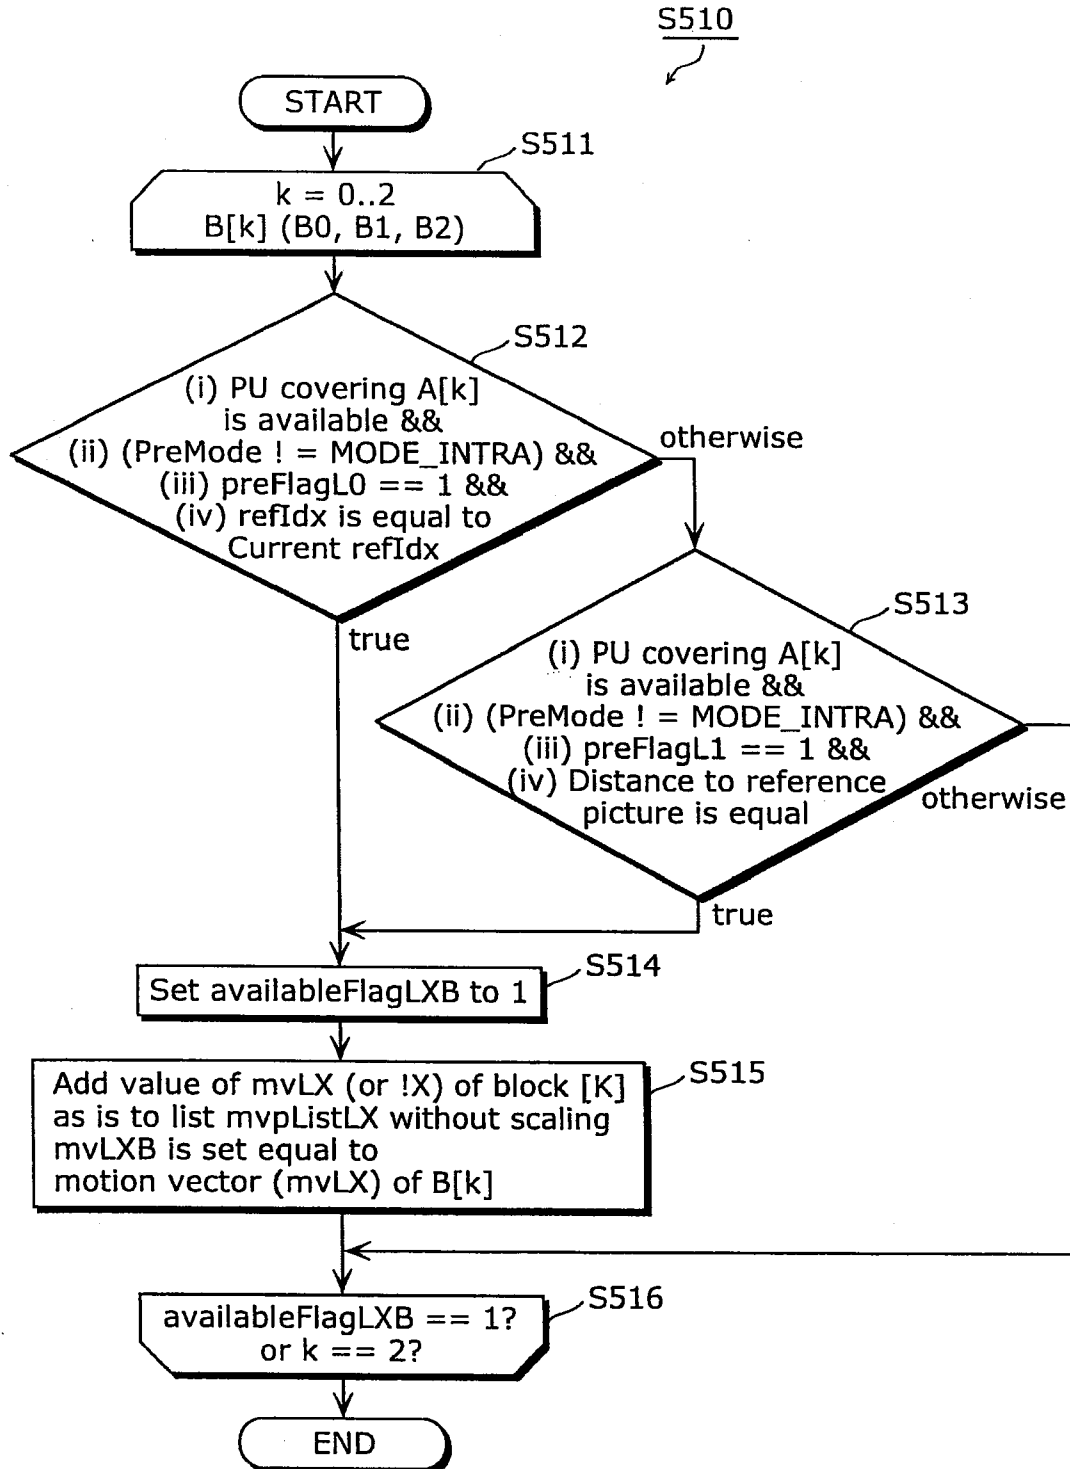 S510
START
S511
k = 0..2
B[k] (B0, B1, B2)
S512
(i) PU covering A[k]
is available &&
(ii) (PreMode ! = MODE_INTRA) &&
(iii) preFlagL0 == 1 &&
(iv) refIdx is equal to
Current refIdx
otherwise
true
S513
(i) PU covering A[k]
is available &&
(ii) (PreMode ! = MODE_INTRA) &&
(iii) preFlagL1 == 1 &&
(iv) Distance to reference
picture is equal
otherwise
true
S514
Set availableFlagLXB to 1
S515
Add value of mvLX (or !X) of block [K]
as is to list mvpListLX without scaling
mvLXB is set equal to
motion vector (mvLX) of B[k]
S516
availableFlagLXB == 1?
or k == 2?
END